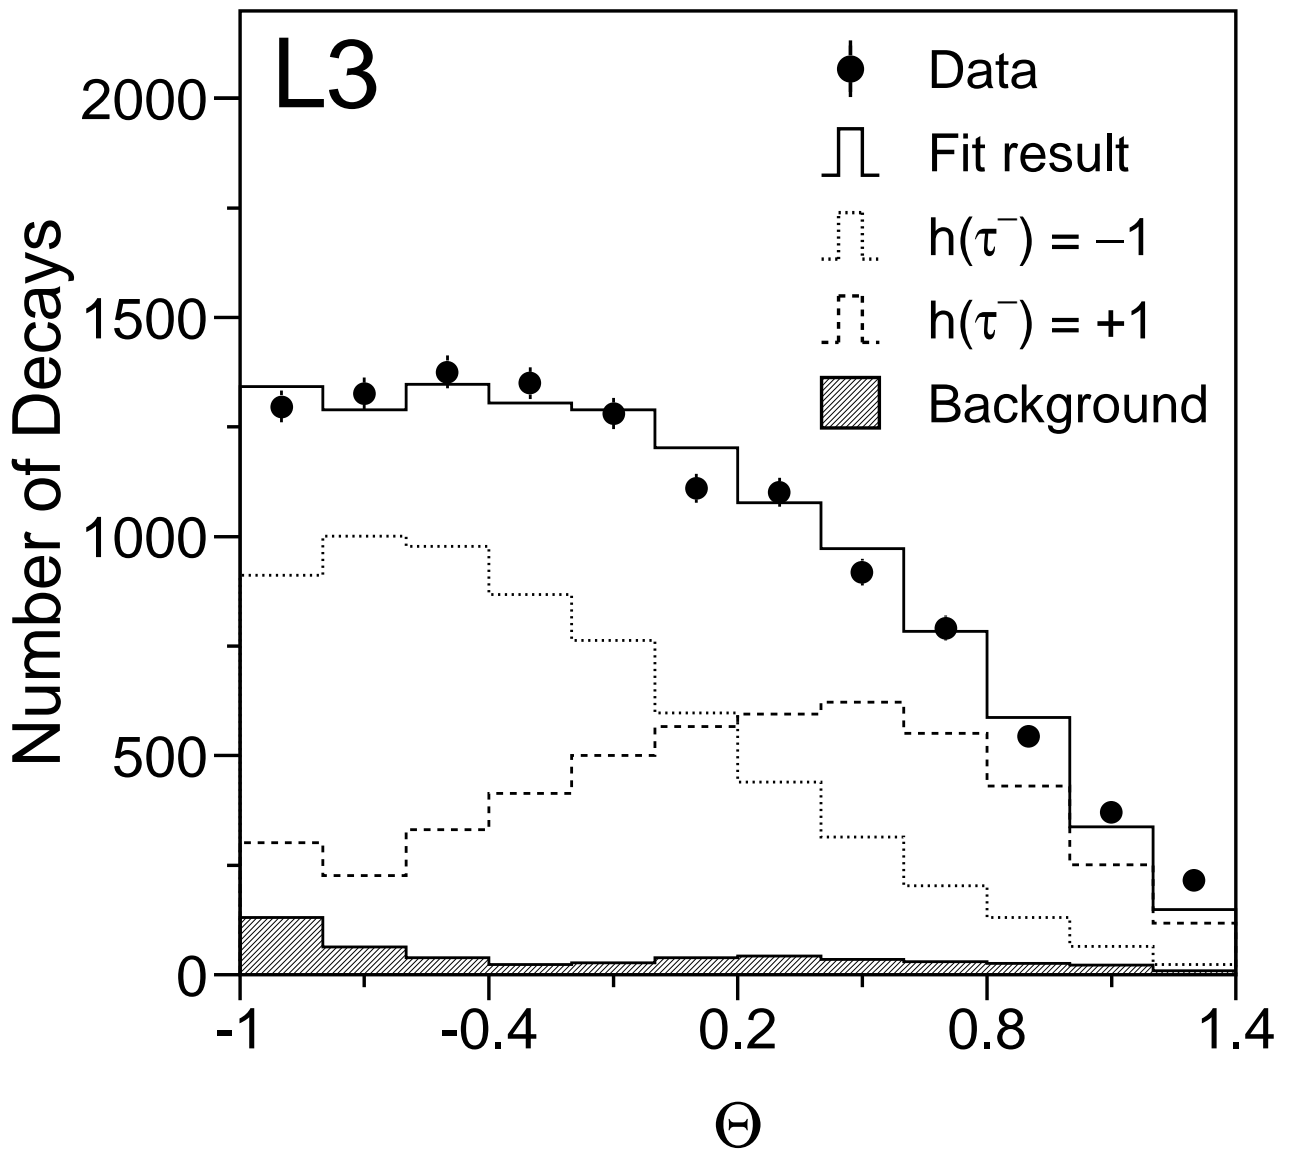 L3
Data
Fit result
h(τ⁻) = −1
h(τ⁻) = +1
Background
Number of Decays
2000
1500
1000
500
0
-1 -0.4 0.2 0.8 1.4
Θ